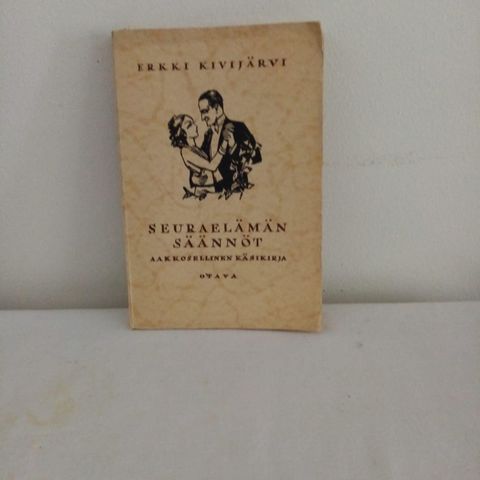 ERKKI KIVIJÄRVI
SEURAELÄMÄN
SÄÄNNÖT
AAKKOSELLINEN KÄSIKIRJA
OTAVA